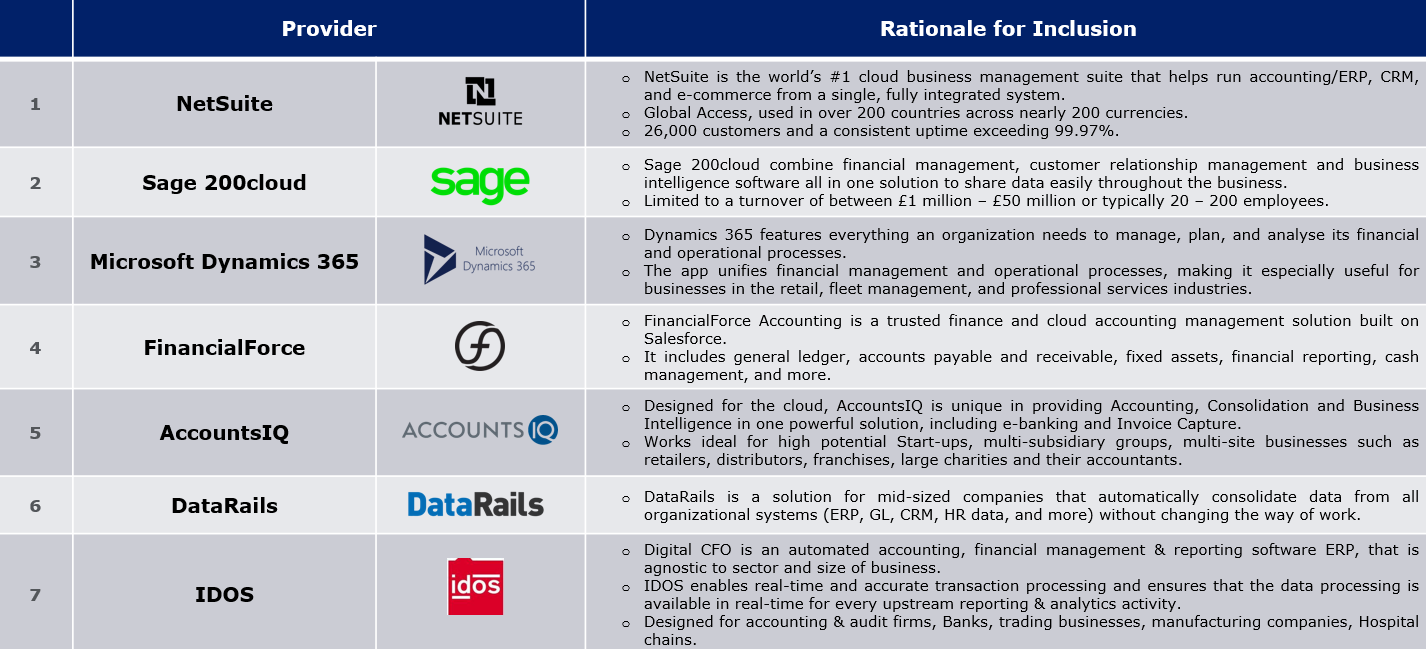 Provider
Rationale for Inclusion
1
NetSuite
NETSUITE
o NetSuite is the world's #1 cloud business management suite that helps run accounting/ERP, CRM,
and e-commerce from a single, fully integrated system.
o Global Access, used in over 200 countries across nearly 200 currencies.
o 26,000 customers and a consistent uptime exceeding 99.97%.
2
Sage 200cloud
sage
o Sage 200cloud combine financial management, customer relationship management and business
intelligence software all in one solution to share data easily throughout the business.
o Limited to a turnover of between £1 million – £50 million or typically 20 – 200 employees.
3
Microsoft Dynamics 365
Microsoft
Dynamics 365
o Dynamics 365 features everything an organization needs to manage, plan, and analyse its financial
and operational processes.
o The app unifies financial management and operational processes, making it especially useful for
businesses in the retail, fleet management, and professional services industries.
4
FinancialForce
o FinancialForce Accounting is a trusted finance and cloud accounting management solution built on
Salesforce.
o It includes general ledger, accounts payable and receivable, fixed assets, financial reporting, cash
management, and more.
5
AccountsIQ
ACCOUNTS IQ
o Designed for the cloud, AccountsIQ is unique in providing Accounting, Consolidation and Business
Intelligence in one powerful solution, including e-banking and Invoice Capture.
o Works ideal for high potential Start-ups, multi-subsidiary groups, multi-site businesses such as
retailers, distributors, franchises, large charities and their accountants.
6
DataRails
DataRails
o DataRails is a solution for mid-sized companies that automatically consolidate data from all
organizational systems (ERP, GL, CRM, HR data, and more) without changing the way of work.
7
IDOS
idos
o Digital CFO is an automated accounting, financial management & reporting software ERP, that is
agnostic to sector and size of business.
o IDOS enables real-time and accurate transaction processing and ensures that the data processing is
available in real-time for every upstream reporting & analytics activity.
o Designed for accounting & audit firms, Banks, trading businesses, manufacturing companies, Hospital
chains.